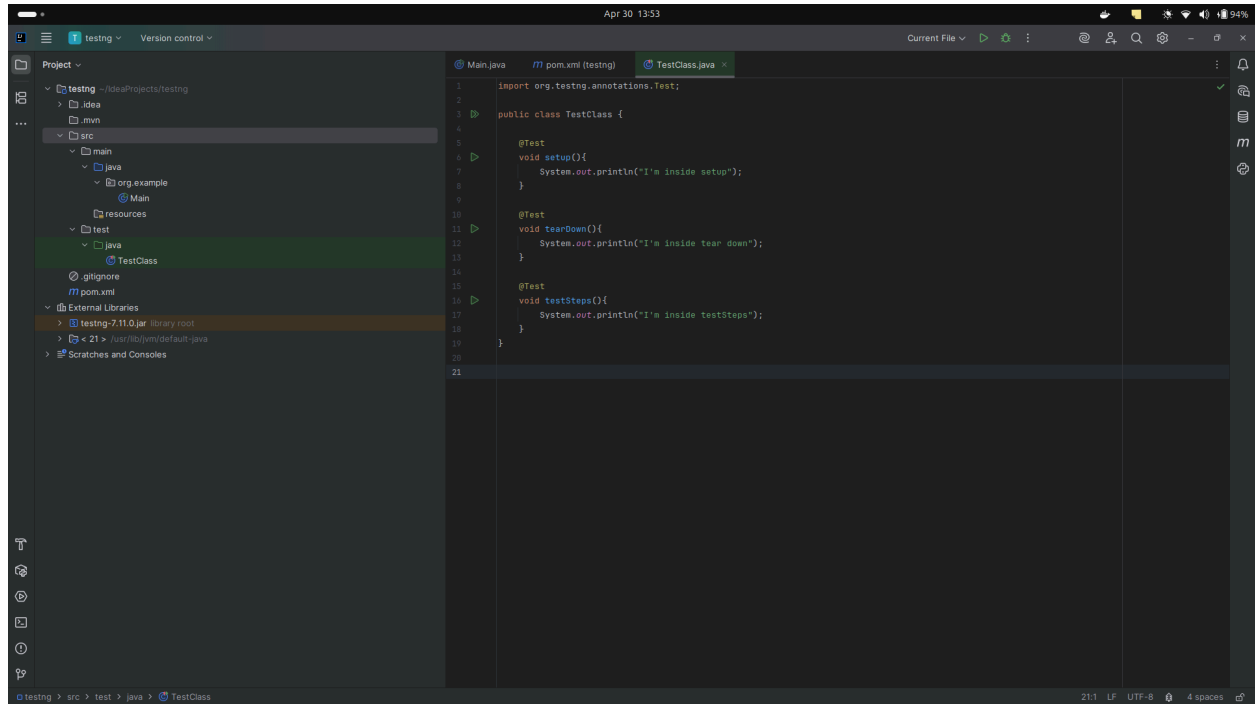 Apr 30 13:53
94%
T testng Version control
Current File
Project
testng ~/IdeaProjects/testng
.idea
.mvn
src
main
java
org.example
Main
resources
test
java
TestClass
.gitignore
m pom.xml
External Libraries
testng-7.11.0.jar library root
< 21 > /usr/lib/jvm/default-java
Scratches and Consoles
Main.java m pom.xml (testng) TestClass.java
1 import org.testng.annotations.Test;
2
3 public class TestClass {
4
5 @Test
6 void setup(){
7 System.out.println("I'm inside setup");
8 }
9
10 @Test
11 void tearDown(){
12 System.out.println("I'm inside tear down");
13 }
14
15 @Test
16 void testSteps(){
17 System.out.println("I'm inside testSteps");
18 }
19 }
20
21
m
testng > src > test > java > TestClass
21:1 LF UTF-8 4 spaces